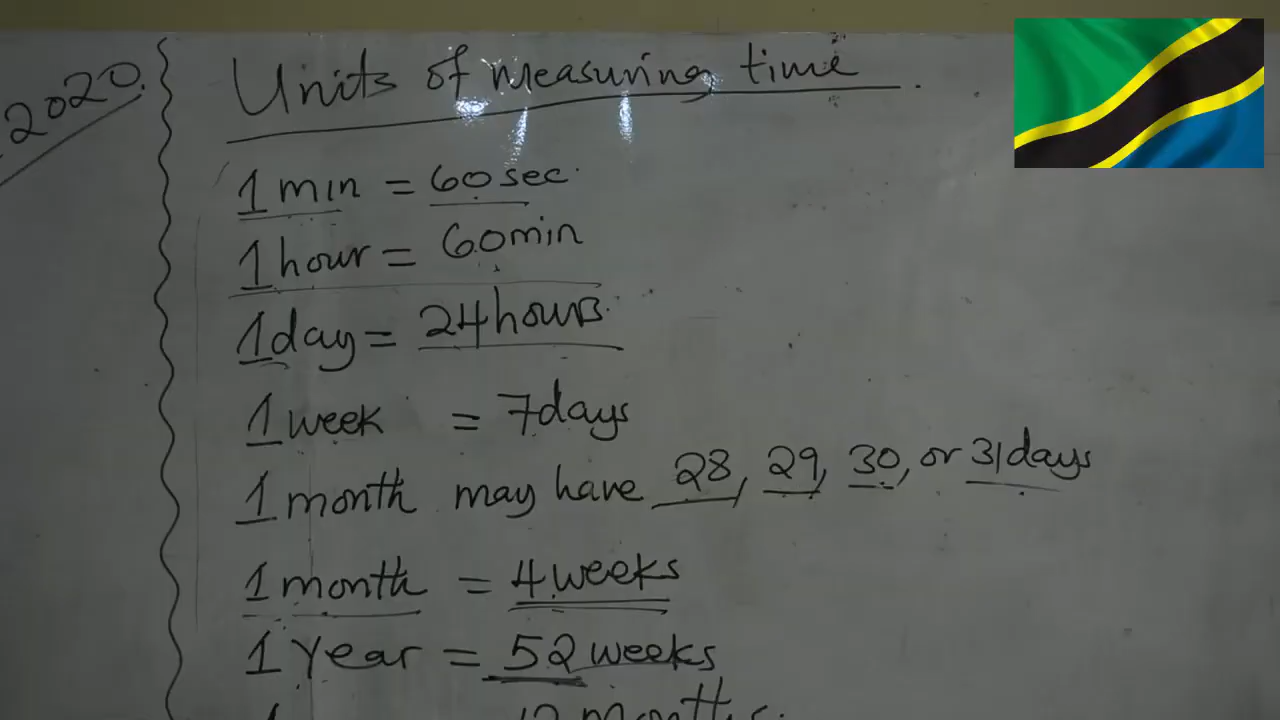 2020.
Units of measuring time.
1 min = 60 sec.
1 hour = 60 min
1 day = 24 hours.
1 week = 7 days
1 month may have 28, 29, 30, or 31 days
1 month = 4 weeks
1 Year = 52 weeks
12 months.